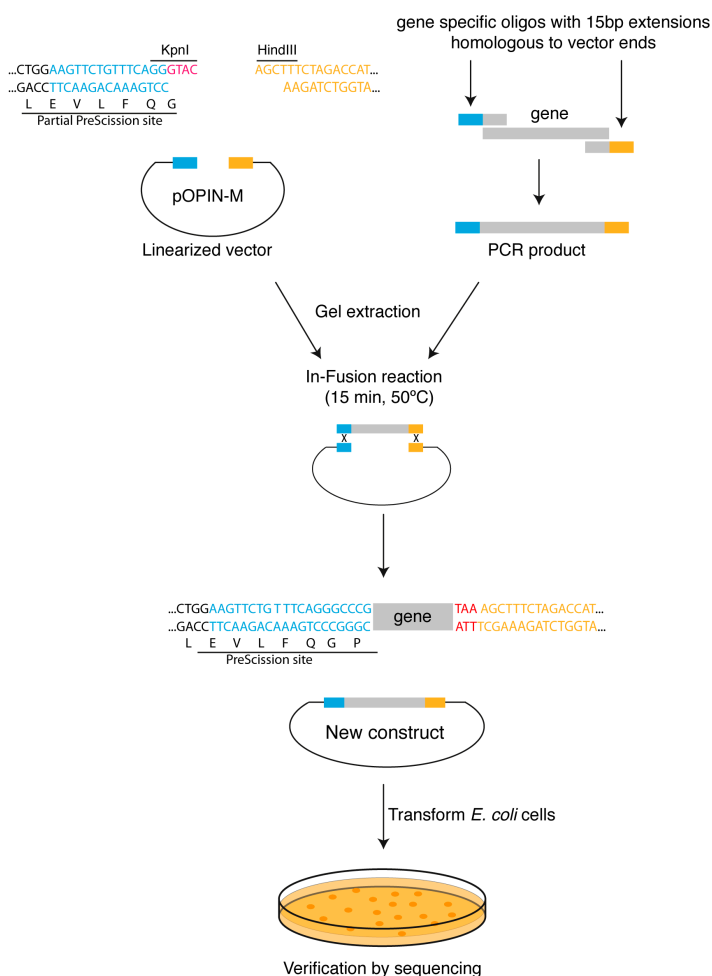 gene specific oligos with 15bp extensions
homologous to vector ends
KpnI
HindIII
...CTGGAAGTTCTGTTTCAGGGTAC
...GACCTTCAAGACAAAGTCC
L E V L F Q G
Partial PreScission site
AGCTTTCTAGACCAT...
AAGATCTGGTA...
gene
pOPIN-M
Linearized vector
PCR product
Gel extraction
In-Fusion reaction
(15 min, 50ºC)
X X
...CTGGAAGTTCTGTTTCAGGGCCCG gene TAA AGCTTTCTAGACCAT...
...GACCTTCAAGACAAAGTCCCGGGC ATTTCGAAAGATCTGGTA...
L E V L F Q G P
PreScission site
New construct
Transform E. coli cells
Verification by sequencing